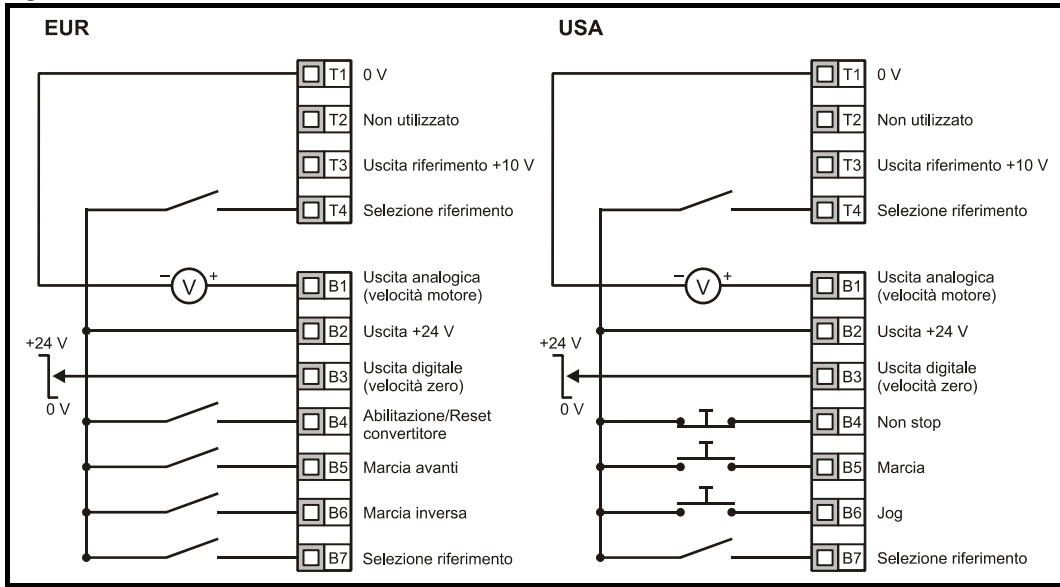 EUR
T1 0 V
T2 Non utilizzato
T3 Uscita riferimento +10 V
T4 Selezione riferimento
- V +
B1 Uscita analogica
(velocità motore)
B2 Uscita +24 V
+24 V
0 V
B3 Uscita digitale
(velocità zero)
B4 Abilitazione/Reset
convertitore
B5 Marcia avanti
B6 Marcia inversa
B7 Selezione riferimento
USA
T1 0 V
T2 Non utilizzato
T3 Uscita riferimento +10 V
T4 Selezione riferimento
- V +
B1 Uscita analogica
(velocità motore)
B2 Uscita +24 V
+24 V
0 V
B3 Uscita digitale
(velocità zero)
B4 Non stop
B5 Marcia
B6 Jog
B7 Selezione riferimento